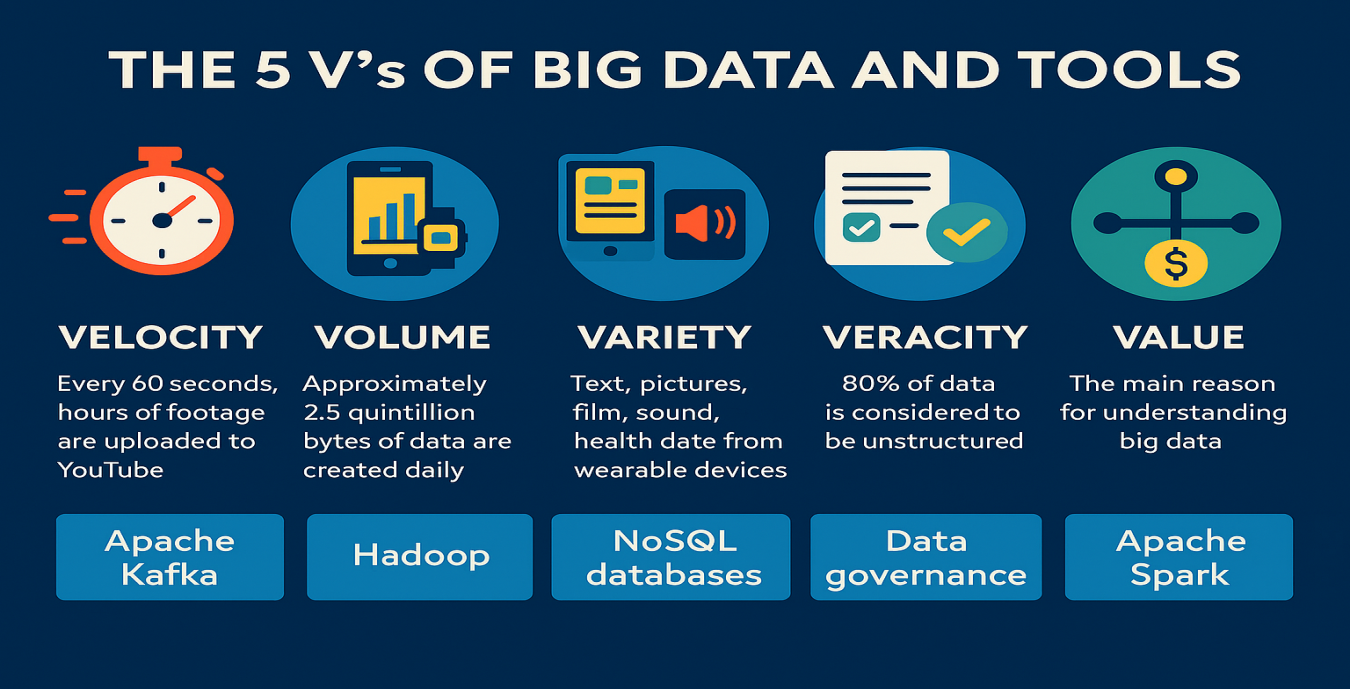 THE 5 V's OF BIG DATA AND TOOLS
VELOCITY
Every 60 seconds,
hours of footage
are uploaded to
YouTube
Apache
Kafka
VOLUME
Approximately
2.5 quintillion
bytes of data are
created daily
Hadoop
VARIETY
Text, pictures,
film, sound,
health date from
wearable devices
NoSQL
databases
VERACITY
80% of data
is considered to
be unstructured
Data
governance
$
VALUE
The main reason
for understanding
big data
Apache
Spark